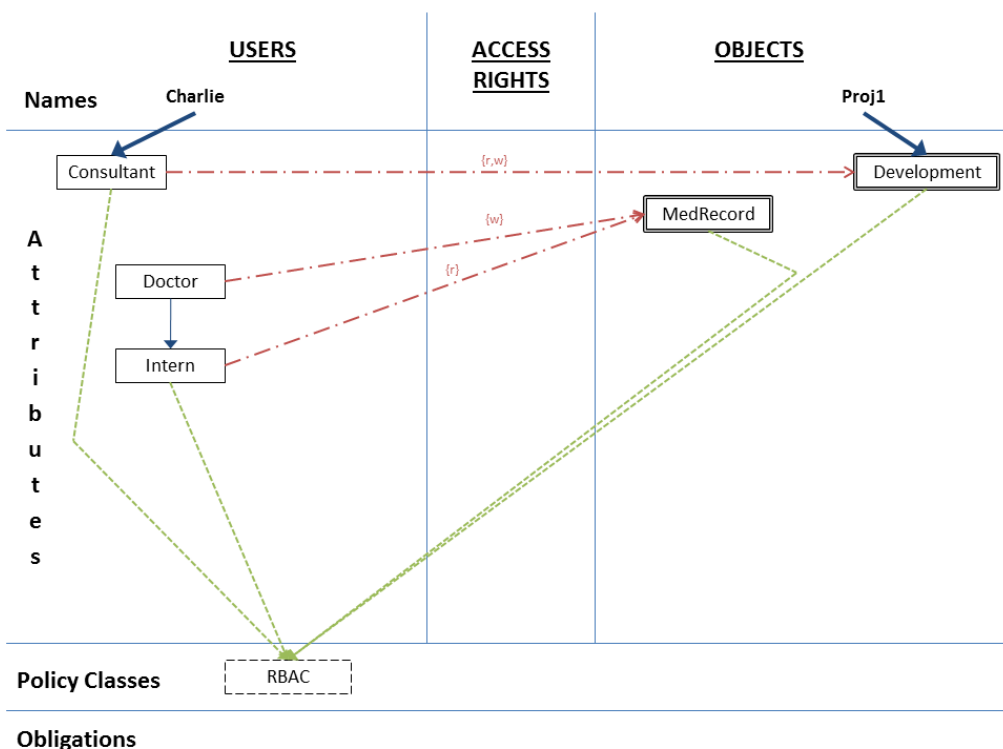 USERS
ACCESS
RIGHTS
OBJECTS
Names
Charlie
Proj1
Consultant
{r,w}
Development
MedRecord
{w}
Doctor
{r}
Intern
A
t
t
r
i
b
u
t
e
s
Policy Classes
RBAC
Obligations